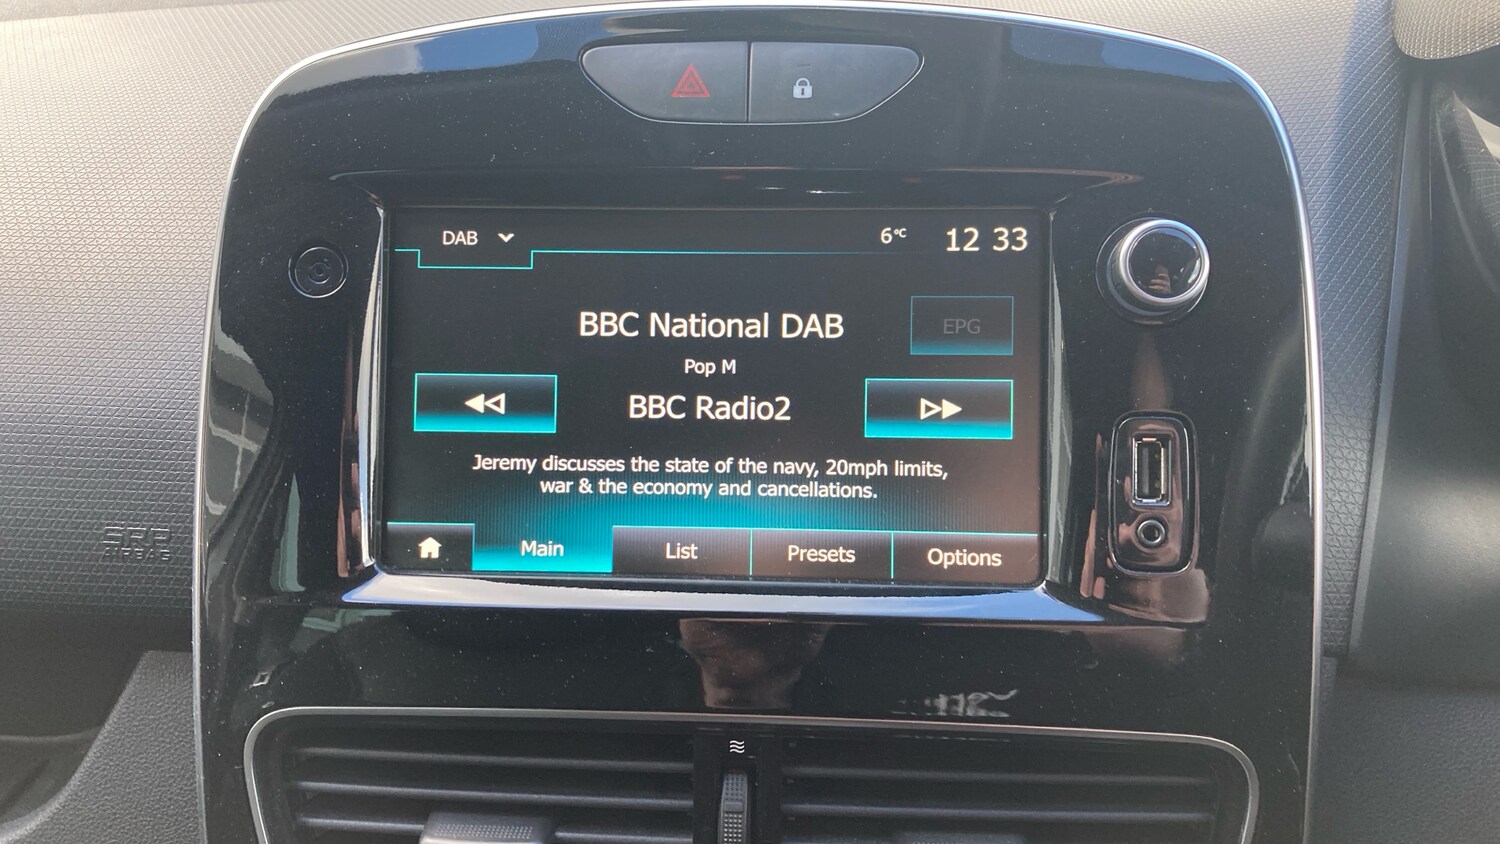 DAB
6°C
12 33
BBC National DAB
EPG
Pop M
BBC Radio2
Jeremy discusses the state of the navy, 20mph limits,
war & the economy and cancellations.
Main
List
Presets
Options
SRP
AIRBAG